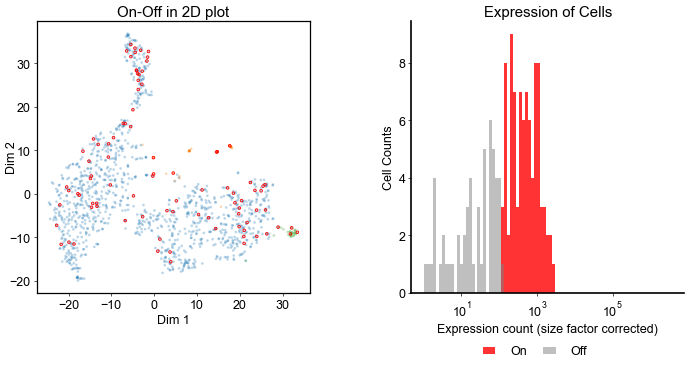 On-Off in 2D plot
Expression of Cells
Dim 2
30
20
10
0
−10
−20
−20 −10 0 10 20 30
Dim 1
Cell Counts
8
6
4
2
0
10^1 10^3 10^5
Expression count (size factor corrected)
On Off